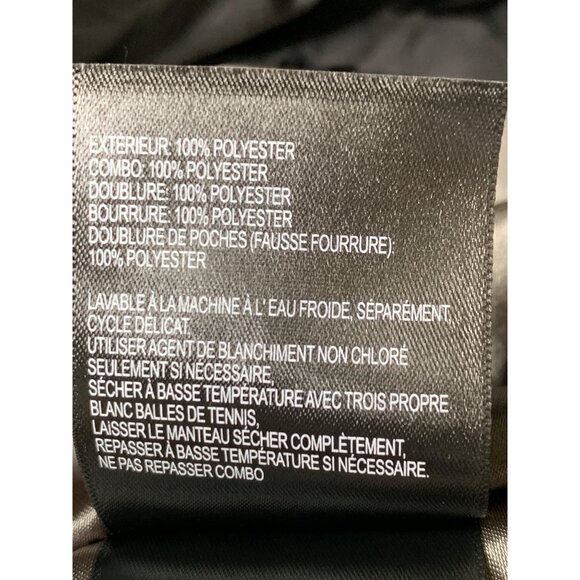 EXTERIEUR: 100% POLYESTER
COMBO: 100% POLYESTER
DOUBLURE: 100% POLYESTER
BOURRURE: 100% POLYESTER
DOUBLURE DE POCHES (FAUSSE FOURRURE):
100% POLYESTER
LAVABLE À LA MACHINE À L' EAU FROIDE, SÉPARÉMENT,
CYCLE DÉLICAT
UTILISER AGENT DE BLANCHIMENT NON CHLORÉ
SEULEMENT SI NÉCESSAIRE,
SÉCHER À BASSE TEMPÉRATURE AVEC TROIS PROPRE
BLANC BALLES DE TENNIS,
LAISSER LE MANTEAU SÉCHER COMPLÈTEMENT,
REPASSER À BASSE TEMPÉRATURE SI NÉCESSAIRE.
NE PAS REPASSER COMBO